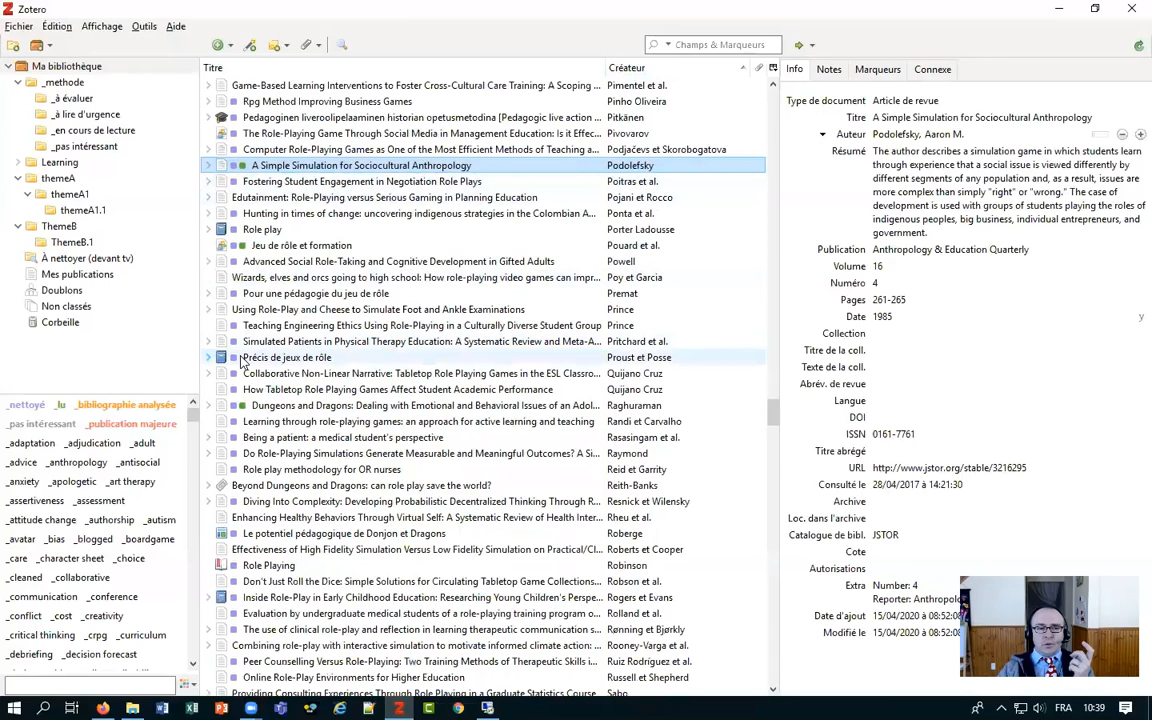 Zotero
Fichier Édition Affichage Outils Aide
Champs & Marqueurs
Ma bibliothèque
_methode
_à évaluer
_à lire d'urgence
_en cours de lecture
_pas intéressant
Learning
themeA
themeA1
themeA1.1
ThemeB
ThemeB.1
À nettoyer (devant tv)
Mes publications
Doublons
Non classés
Corbeille
_nettoyé _lu _bibliographie analysée
_pas intéressant _publication majeure
_adaptation _adjudication _adult
_advice _anthropology _antisocial
_anxiety _apologetic _art therapy
_assertiveness _assessment
_attitude change _authorship _autism
_avatar _bias _blogged _boardgame
_care _character sheet _choice
_cleaned _collaborative
_communication _conference
_conflict _cost _creativity
_critical thinking _crpg _curriculum
_debriefing _decision forecast
Titre Créateur
Game-Based Learning Interventions to Foster Cross-Cultural Care Training: A Scoping ... Pimentel et al.
Rpg Method Improving Business Games Pinho Oliveira
Pedagoginen liveroolipelaaminen historian opetusmetodina [Pedagogic live action ... Pitkänen
The Role-Playing Game Through Social Media in Management Education: Is it Effec... Pivovarov
Computer Role-Playing Games as One of the Most Efficient Methods of Teaching a... Podjačevs et Skorobogatova
A Simple Simulation for Sociocultural Anthropology Podolefsky
Fostering Student Engagement in Negotiation Role Plays Poitras et al.
Edutainment: Role-Playing versus Serious Gaming in Planning Education Pojani et Rocco
Hunting in times of change: uncovering indigenous strategies in the Colombian A... Ponta et al.
Role play Porter Ladousse
Jeu de rôle et formation Pouard et al.
Advanced Social Role-Taking and Cognitive Development in Gifted Adults Powell
Wizards, elves and orcs going to high school: How role-playing video games can impr... Poy et Garcia
Pour une pédagogie du jeu de rôle Premat
Using Role-Play and Cheese to Simulate Foot and Ankle Examinations Prince
Teaching Engineering Ethics Using Role-Playing in a Culturally Diverse Student Group Prince
Simulated Patients in Physical Therapy Education: A Systematic Review and Meta-A... Pritchard et al.
Précis de jeux de rôle Proust et Posse
Collaborative Non-Linear Narrative: Tabletop Role Playing Games in the ESL Classro... Quijano Cruz
How Tabletop Role Playing Games Affect Student Academic Performance Quijano Cruz
Dungeons and Dragons: Dealing with Emotional and Behavioral Issues of an Adol... Raghuraman
Learning through role-playing games: an approach for active learning and teaching Randi et Carvalho
Being a patient: a medical student's perspective Rasasingam et al.
Do Role-Playing Simulations Generate Measurable and Meaningful Outcomes? A Si... Raymond
Role play methodology for OR nurses Reid et Garrity
Beyond Dungeons and Dragons: can role play save the world? Reith-Banks
Diving Into Complexity: Developing Probabilistic Decentralized Thinking Through R... Resnick et Wilensky
Enhancing Healthy Behaviors Through Virtual Self: A Systematic Review of Health Inter... Rheu et al.
Le potentiel pédagogique de Donjon et Dragons Roberge
Effectiveness of High Fidelity Simulation Versus Low Fidelity Simulation on Practical/Cl... Roberts et Cooper
Role Playing Robinson
Don't Just Roll the Dice: Simple Solutions for Circulating Tabletop Game Collections... Robson et al.
Inside Role-Play in Early Childhood Education: Researching Young Children's Perspe... Rogers et Evans
Evaluation by undergraduate medical students of a role-playing training program o... Rolland et al.
The use of clinical role-play and reflection in learning therapeutic communication s... Rønning et Bjørkly
Combining role-play with interactive simulation to motivate informed climate action: ... Rooney-Varga et al.
Peer Counselling Versus Role-Playing: Two Training Methods of Therapeutic Skills i... Ruiz Rodríguez et al.
Online Role-Play Environments for Higher Education Russell et Shepherd
Providing Consulting Experiences Through Role-Playing in a Graduate Statistics Course Sabo
Info Notes Marqueurs Connexe
Type de document Article de revue
Titre A Simple Simulation for Sociocultural Anthropology
Auteur Podolefsky, Aaron M.
Résumé The author describes a simulation game in which students learn
through experience that a social issue is viewed differently by
different segments of any population and, as a result, issues
are more complex than simply "right" or "wrong." The case of
development is used with groups of students playing the roles of
indigenous peoples, big business, individual entrepreneurs, and
government.
Publication Anthropology & Education Quarterly
Volume 16
Numéro 4
Pages 261-265
Date 1985 y
Collection
Titre de la coll.
Texte de la coll.
Abrév. de revue
Langue
DOI
ISSN 0161-7761
Titre abrégé
URL http://www.jstor.org/stable/3216295
Consulté le 28/04/2017 à 14:21:30
Archive
Loc. dans l'archive
Catalogue de bibl. JSTOR
Cote
Autorisations
Extra Number: 4
Reporter: Anthropolo
Date d'ajout 15/04/2020 à 08:52:08
Modifié le 15/04/2020 à 08:52:08
FRA 10:39